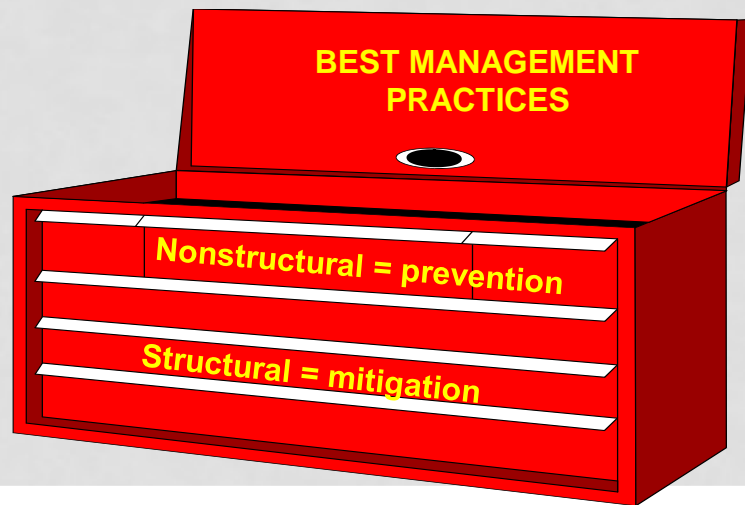 BEST MANAGEMENT
PRACTICES
Nonstructural = prevention
Structural = mitigation